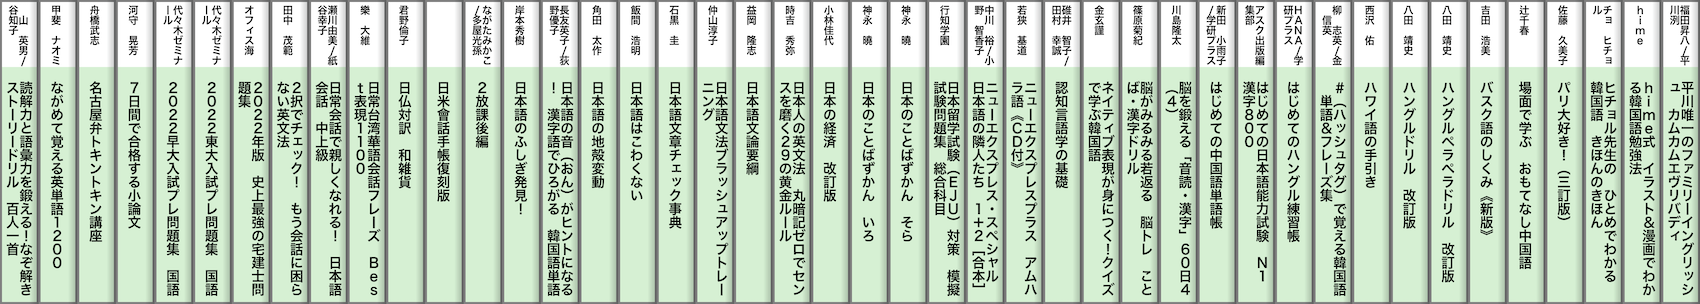 福田昇八/平
川洌
平川唯一のファミリーイングリッシ
ュ　カムカムエヴリバディ
ｈｉｍｅ
ｈｉｍｅ式　イラスト＆漫画でわか
る韓国語勉強法
チョ　ヒチョ
ル
ヒチョル先生の　ひとめでわかる
韓国語　きほんのきほん
佐藤　久美子
パリ大好き！（三訂版）
辻千春
場面で学ぶ　おもてなし中国語
吉田　浩美
バスク語のしくみ《新版》
八田　靖史
ハングルペラペラドリル　改訂版
八田　靖史
ハングルドリル　改訂版
西沢　佑
ハワイ語の手引き
柳　志英/金
信英
＃（ハッシュタグ）で覚える韓国語
単語＆フレーズ集
ＨＡＮＡ/学
研プラス
はじめてのハングル練習帳
アスク出版編
集部
はじめての日本語能力試験　Ｎ１
漢字８００
新田　小雨子
/学研プラス
はじめての中国語単語帳
川島隆太
脳を鍛える「音読・漢字」６０日４
（４）
篠原菊紀
脳がみるみる若返る　脳トレ　こと
ば・漢字ドリル
金玄謹
ネイティブ表現が身につく！クイズ
で学ぶ韓国語
碓井　智子/
田村　幸誠
認知言語学の基礎
若狭　基道
ニューエクスプレスプラス　アムハ
ラ語《ＣＤ付》
中川　裕/小
野　智香子
ニューエクスプレス・スペシャル
日本語の隣人たち　１＋２［合本］
行知学園
日本留学試験（ＥＪＵ）対策　模擬
試験問題集　総合科目
神永　曉
日本のことばずかん　そら
神永　曉
日本のことばずかん　いろ
小林佳代
日本の経済　改訂版
時吉　秀弥
日本人の英文法　丸暗記ゼロでセン
スを磨く２９の黄金ルール
益岡　隆志
日本語文論要綱
仲山淳子
日本語文法ブラッシュアップトレー
ニング
石黒　圭
日本語文章チェック事典
飯間　浩明
日本語はこわくない
角田　太作
日本語の地殻変動
長友英子/荻
野優子
日本語の音（おん）がヒントになる
！　漢字語でひろがる　韓国語単語
岸本秀樹
日本語のふしぎ発見！
ながたみかこ
/多屋光孫
２放課後編
日米會話手帳復刻版
君野倫子
日仏対訳　和雑貨
樂　大維
日常台湾華語会話フレーズ　Ｂｅｓ
ｔ表現１１００
瀬川由美/紙
谷幸子
日常会話で親しくなれる！　日本語
会話　中上級
田中　茂範
２択でチェック！　もう会話に困ら
ない英文法
オフィス海
２０２２年版　史上最強の宅建士問
題集
代々木ゼミナ
ール
２０２２東大入試プレ問題集　国語
代々木ゼミナ
ール
２０２２早大入試プレ問題集　国語
河守　晃芳
７日間で合格する小論文
舟橋武志
名古屋弁トキントキン講座
甲斐　ナオミ
ながめて覚える英単語１２００
谷山　英男/
谷知子
読解力と語彙力を鍛える！なぞ解き
ストーリードリル　百人一首